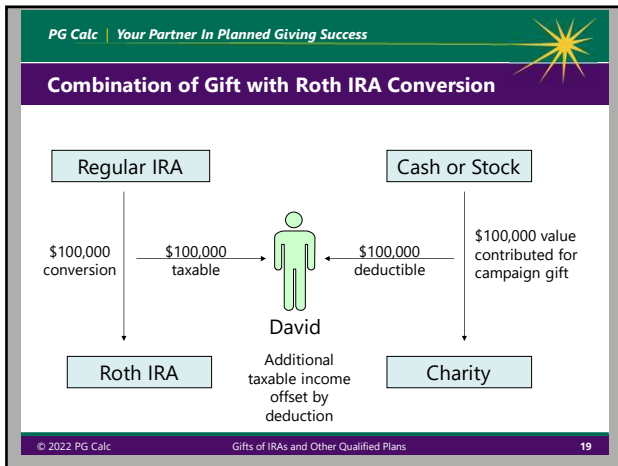 PG Calc | Your Partner In Planned Giving Success
Combination of Gift with Roth IRA Conversion
Regular IRA
Cash or Stock
$100,000
conversion
$100,000
taxable
$100,000
deductible
$100,000 value
contributed for
campaign gift
David
Roth IRA
Additional
taxable income
offset by
deduction
Charity
© 2022 PG Calc
Gifts of IRAs and Other Qualified Plans
19